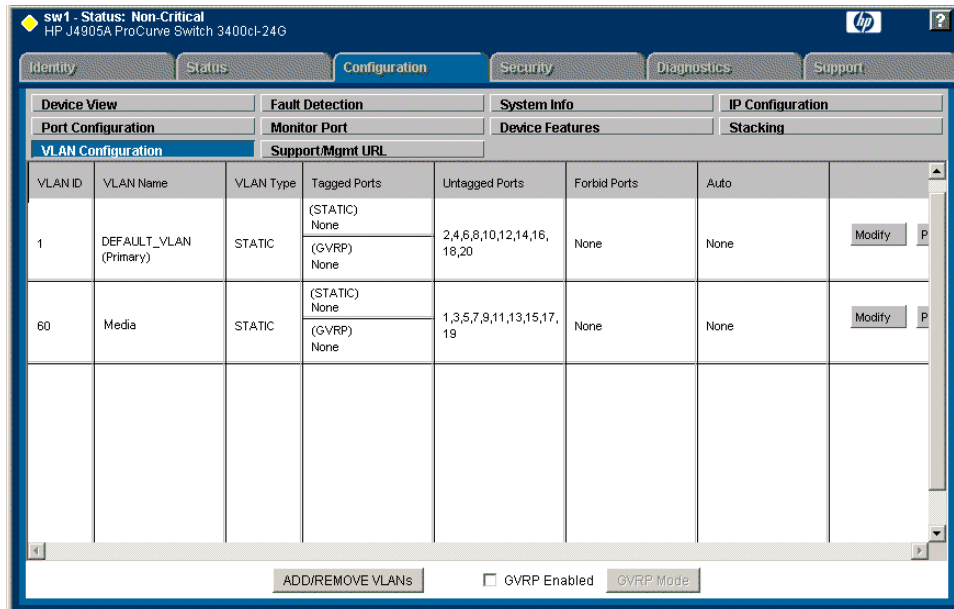 sw1 - Status: Non-Critical
HP J4905A ProCurve Switch 3400cl-24G
hp
?
Identity
Status
Configuration
Security
Diagnostics
Support
Device View
Fault Detection
System Info
IP Configuration
Port Configuration
Monitor Port
Device Features
Stacking
VLAN Configuration
Support/Mgmt URL
VLAN ID
VLAN Name
VLAN Type
Tagged Ports
Untagged Ports
Forbid Ports
Auto
1
DEFAULT_VLAN
(Primary)
STATIC
(STATIC)
None
(GVRP)
None
2,4,6,8,10,12,14,16,
18,20
None
None
Modify
P
60
Media
STATIC
(STATIC)
None
(GVRP)
None
1,3,5,7,9,11,13,15,17,
19
None
None
Modify
P
ADD/REMOVE VLANs
GVRP Enabled
GVRP Mode